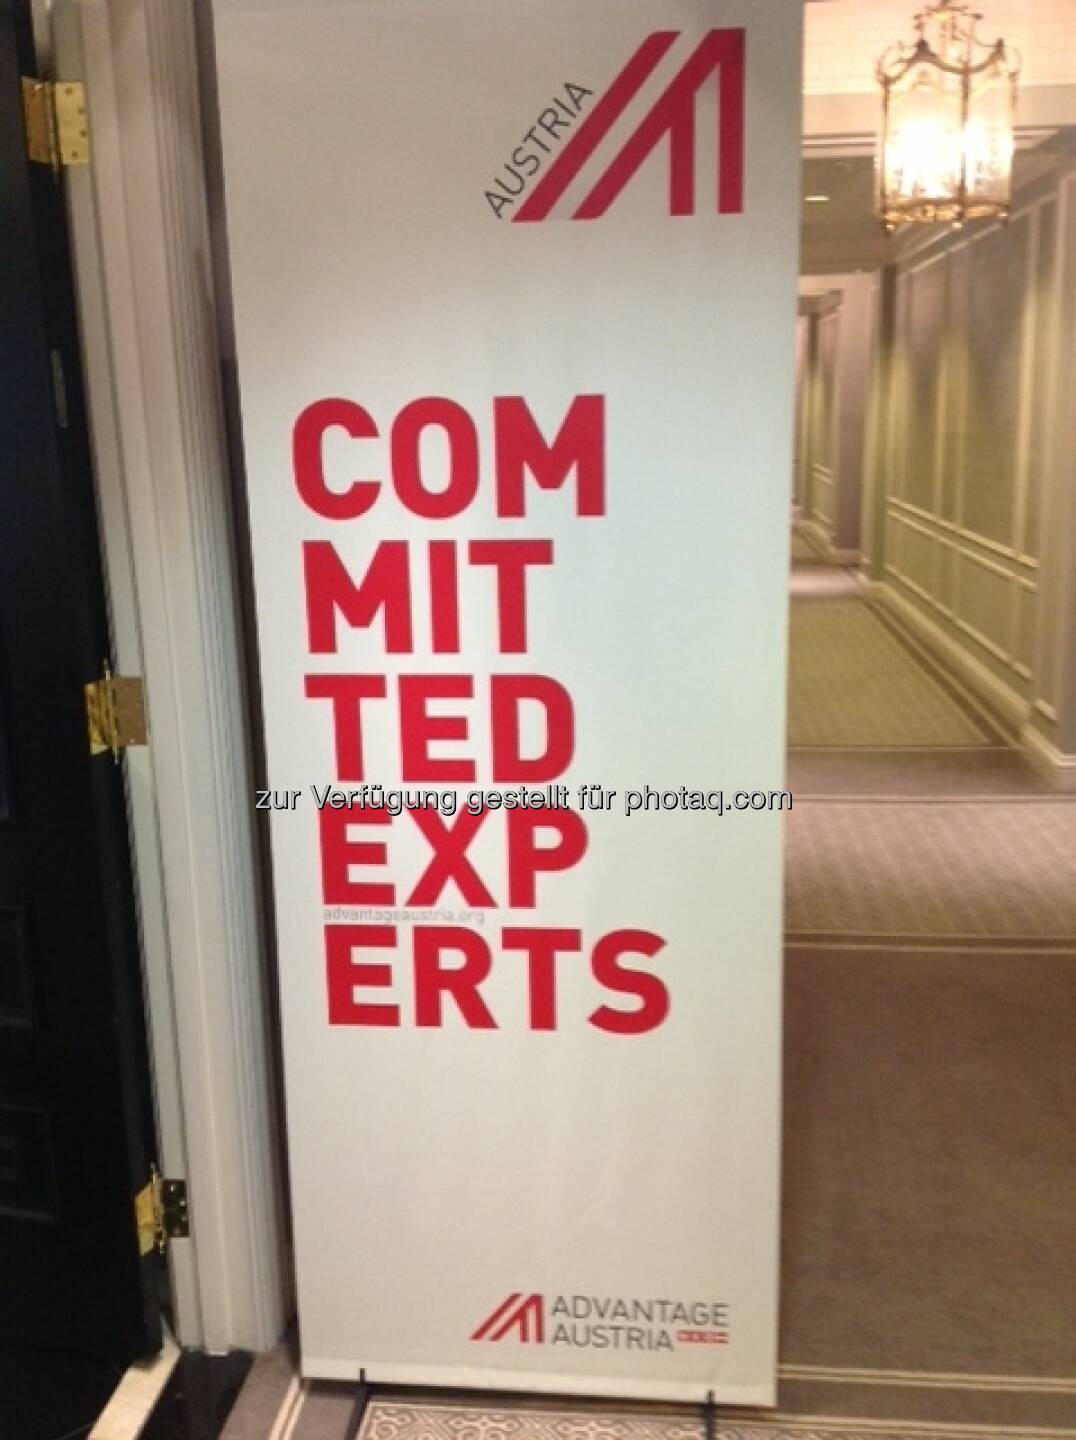 AUSTRIA
COM
MIT
TED
zur Verfügung gestellt für photaq.com
EXP
advantageaustria.org
ERTS
ADVANTAGE
AUSTRIA